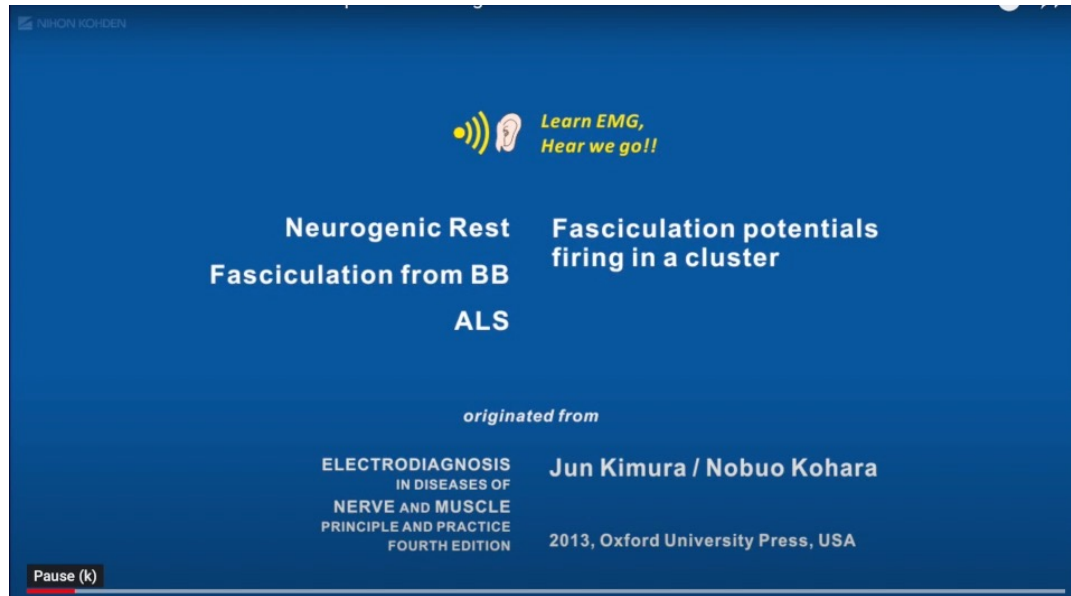 NIHON KOHDEN
Learn EMG,
Hear we go!!
Neurogenic Rest
Fasciculation from BB
ALS
Fasciculation potentials
firing in a cluster
originated from
ELECTRODIAGNOSIS
IN DISEASES OF
NERVE AND MUSCLE
PRINCIPLE AND PRACTICE
FOURTH EDITION
Jun Kimura / Nobuo Kohara
2013, Oxford University Press, USA
Pause (k)